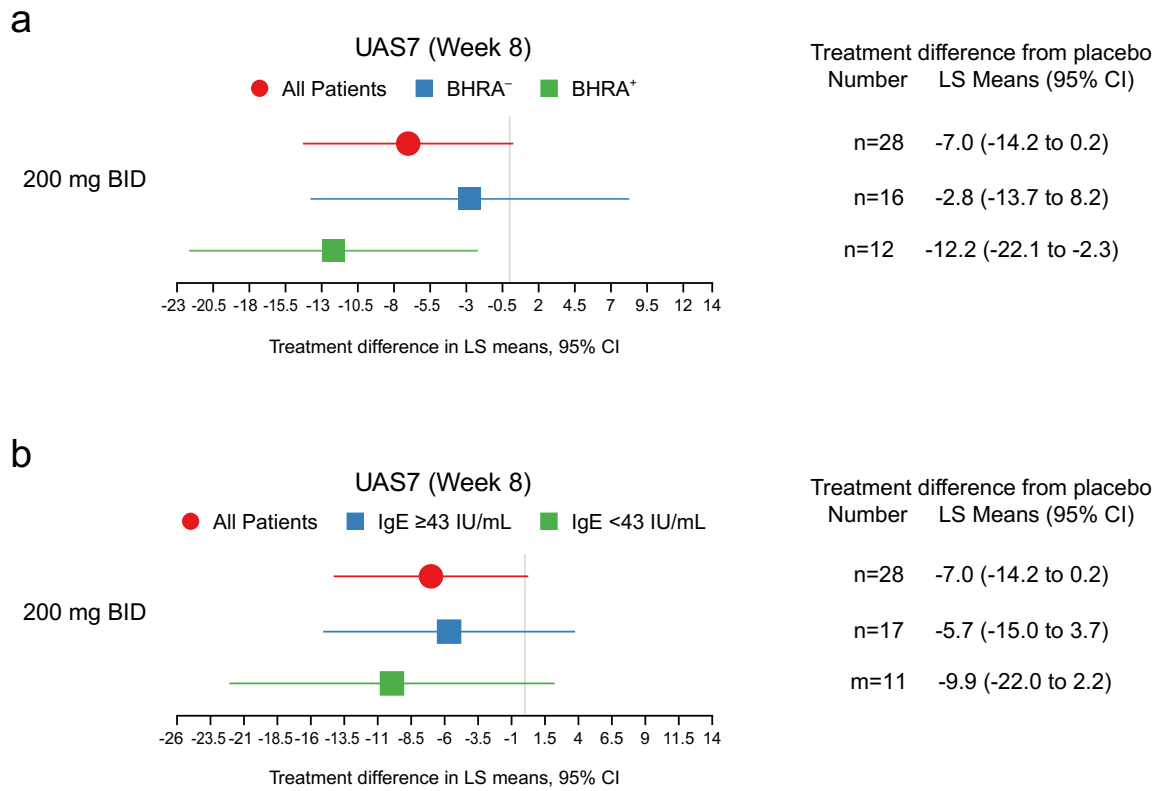 a
UAS7 (Week 8)
All Patients BHRA⁻ BHRA⁺
200 mg BID
-23 -20.5 -18 -15.5 -13 -10.5 -8 -5.5 -3 -0.5 2 4.5 7 9.5 12 14
Treatment difference in LS means, 95% CI
Treatment difference from placebo
Number LS Means (95% CI)
n=28 -7.0 (-14.2 to 0.2)
n=16 -2.8 (-13.7 to 8.2)
n=12 -12.2 (-22.1 to -2.3)
b
UAS7 (Week 8)
All Patients IgE ≥43 IU/mL IgE <43 IU/mL
200 mg BID
-26 -23.5 -21 -18.5 -16 -13.5 -11 -8.5 -6 -3.5 -1 1.5 4 6.5 9 11.5 14
Treatment difference in LS means, 95% CI
Treatment difference from placebo
Number LS Means (95% CI)
n=28 -7.0 (-14.2 to 0.2)
n=17 -5.7 (-15.0 to 3.7)
m=11 -9.9 (-22.0 to 2.2)